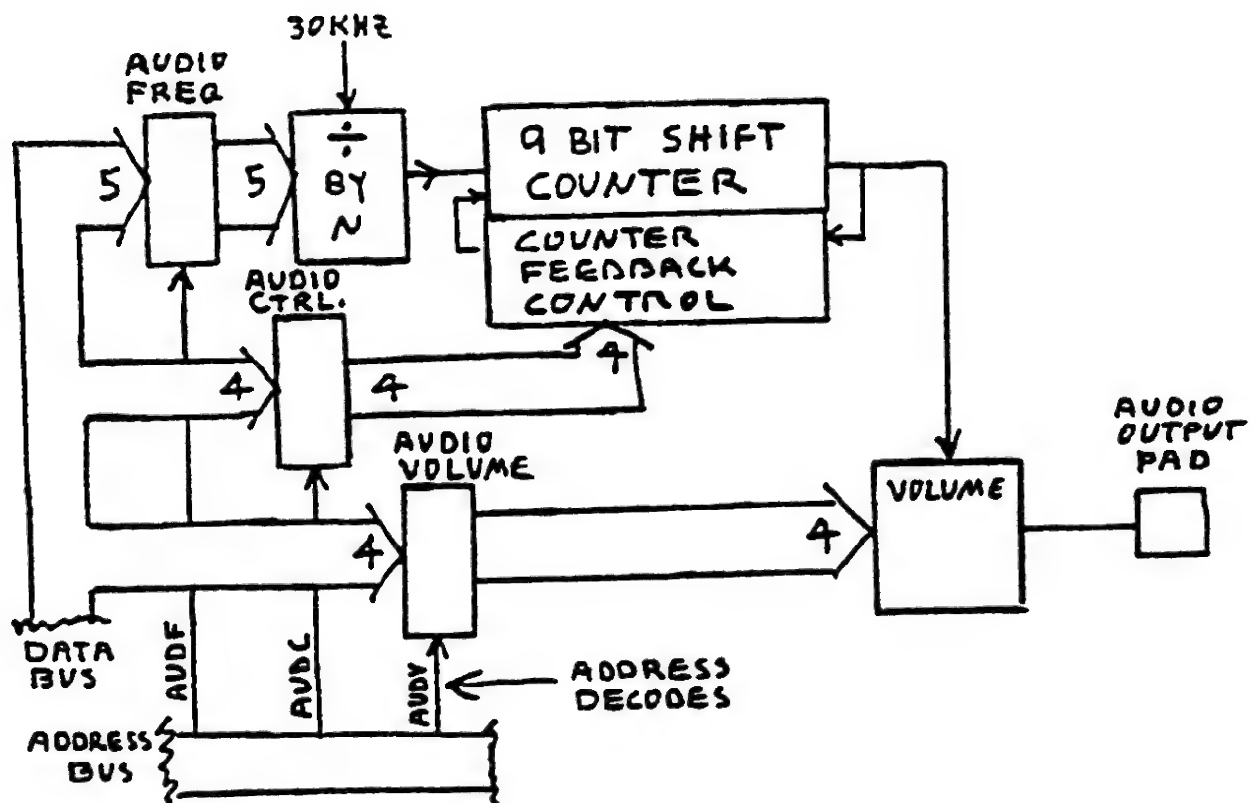 30KHZ
AUDIO
FREQ
5
5
÷
BY
N
9 BIT SHIFT
COUNTER
COUNTER
FEEDBACK
CONTROL
AUDIO
CTRL.
4
4
4
AUDIO
VOLUME
4
4
VOLUME
AUDIO
OUTPUT
PAD
DATA
BUS
AUDF
AUDC
AUDV
ADDRESS
DECODES
ADDRESS
BUS